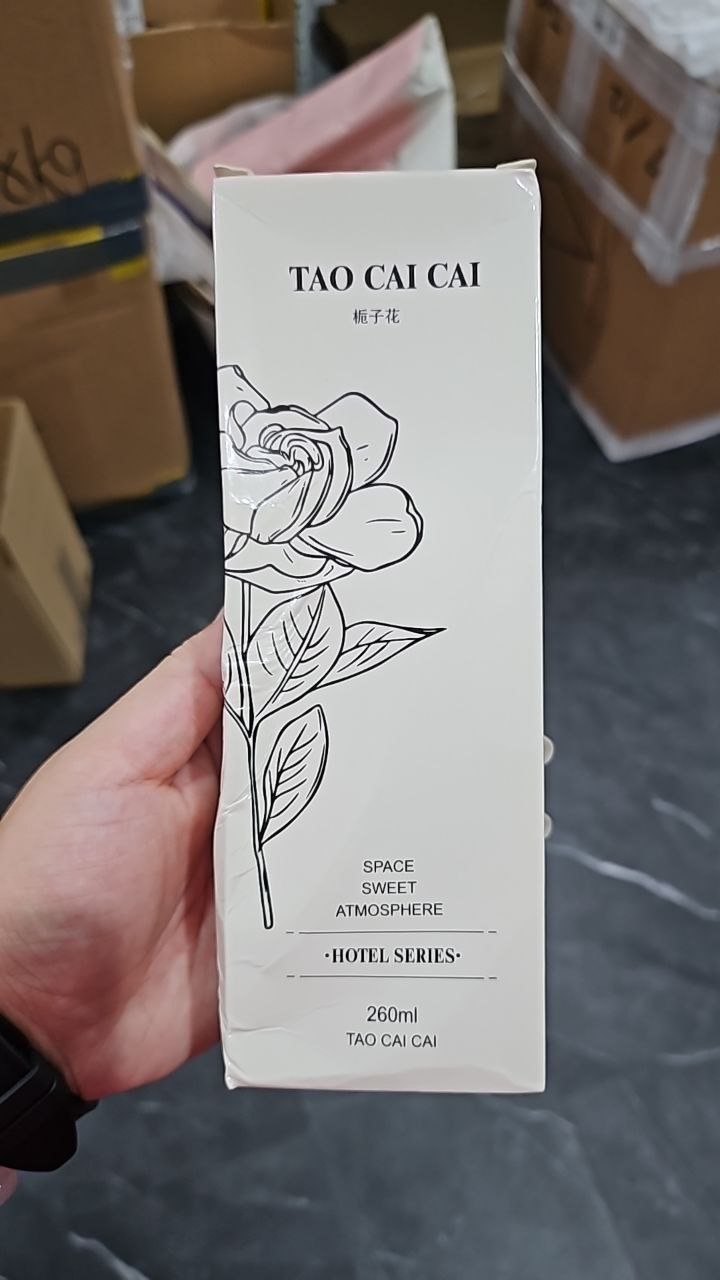 TAO CAI CAI
栀子花
SPACE
SWEET
ATMOSPHERE
·HOTEL SERIES·
260ml
TAO CAI CAI